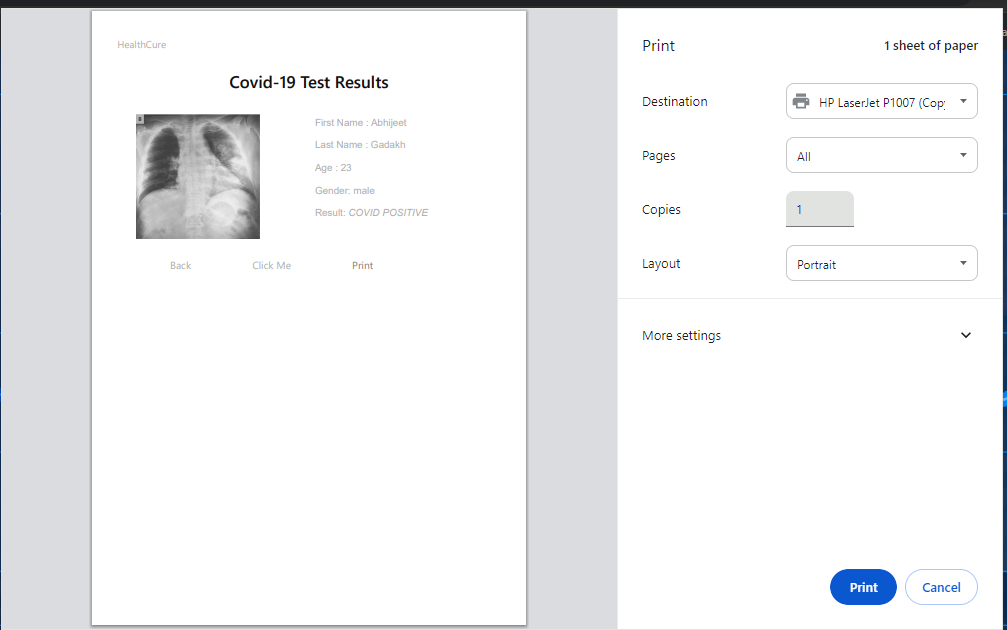 HealthCure
Covid-19 Test Results
First Name : Abhijeet
Last Name : Gadakh
Age : 23
Gender: male
Result: COVID POSITIVE
Back Click Me Print
Print 1 sheet of paper
Destination HP LaserJet P1007 (Copy
Pages All
Copies 1
Layout Portrait
More settings
Print Cancel